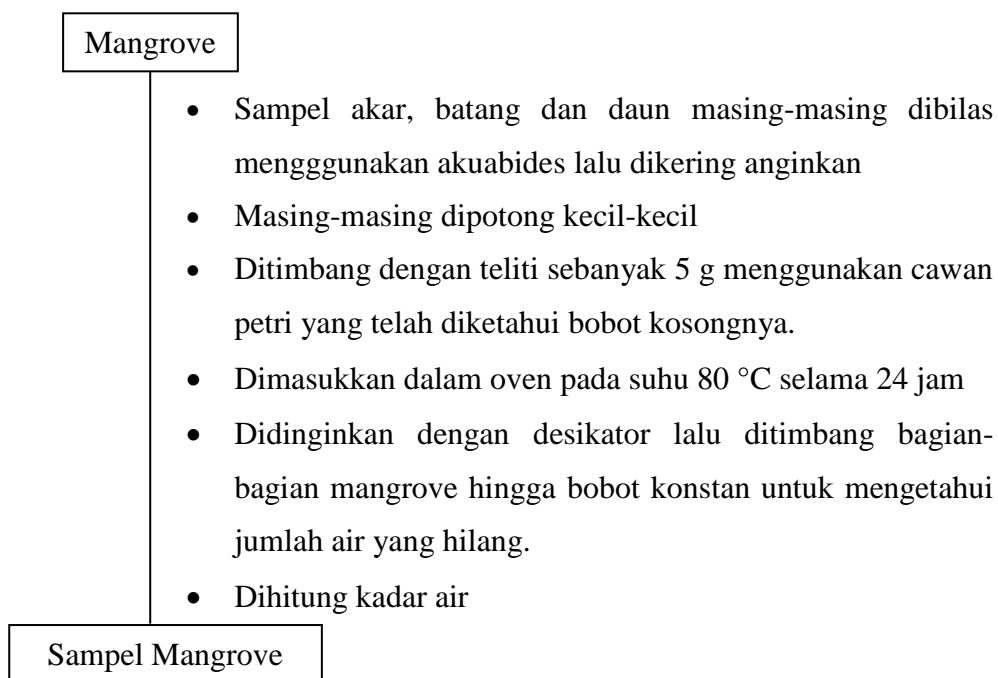 Mangrove
• Sampel akar, batang dan daun masing-masing dibilas
mengggunakan akuabides lalu dikering anginkan
• Masing-masing dipotong kecil-kecil
• Ditimbang dengan teliti sebanyak 5 g menggunakan cawan
petri yang telah diketahui bobot kosongnya.
• Dimasukkan dalam oven pada suhu 80 °C selama 24 jam
• Didinginkan dengan desikator lalu ditimbang bagian-
bagian mangrove hingga bobot konstan untuk mengetahui
jumlah air yang hilang.
• Dihitung kadar air
Sampel Mangrove